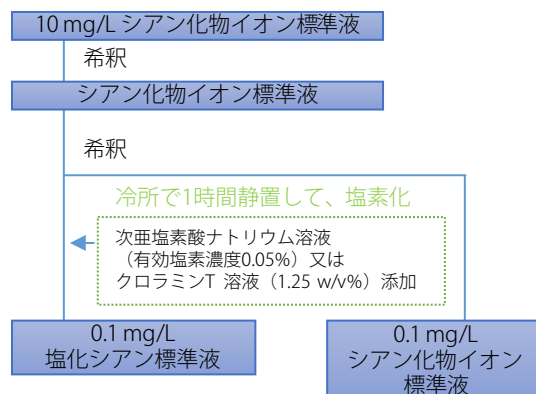 10 mg/L シアン化物イオン標準液
希釈
シアン化物イオン標準液
希釈
冷所で1時間静置して、塩素化
次亜塩素酸ナトリウム溶液
（有効塩素濃度0.05%）又は
クロラミンT 溶液（1.25 w/v%）添加
0.1 mg/L
塩化シアン標準液
0.1 mg/L
シアン化物イオン
標準液